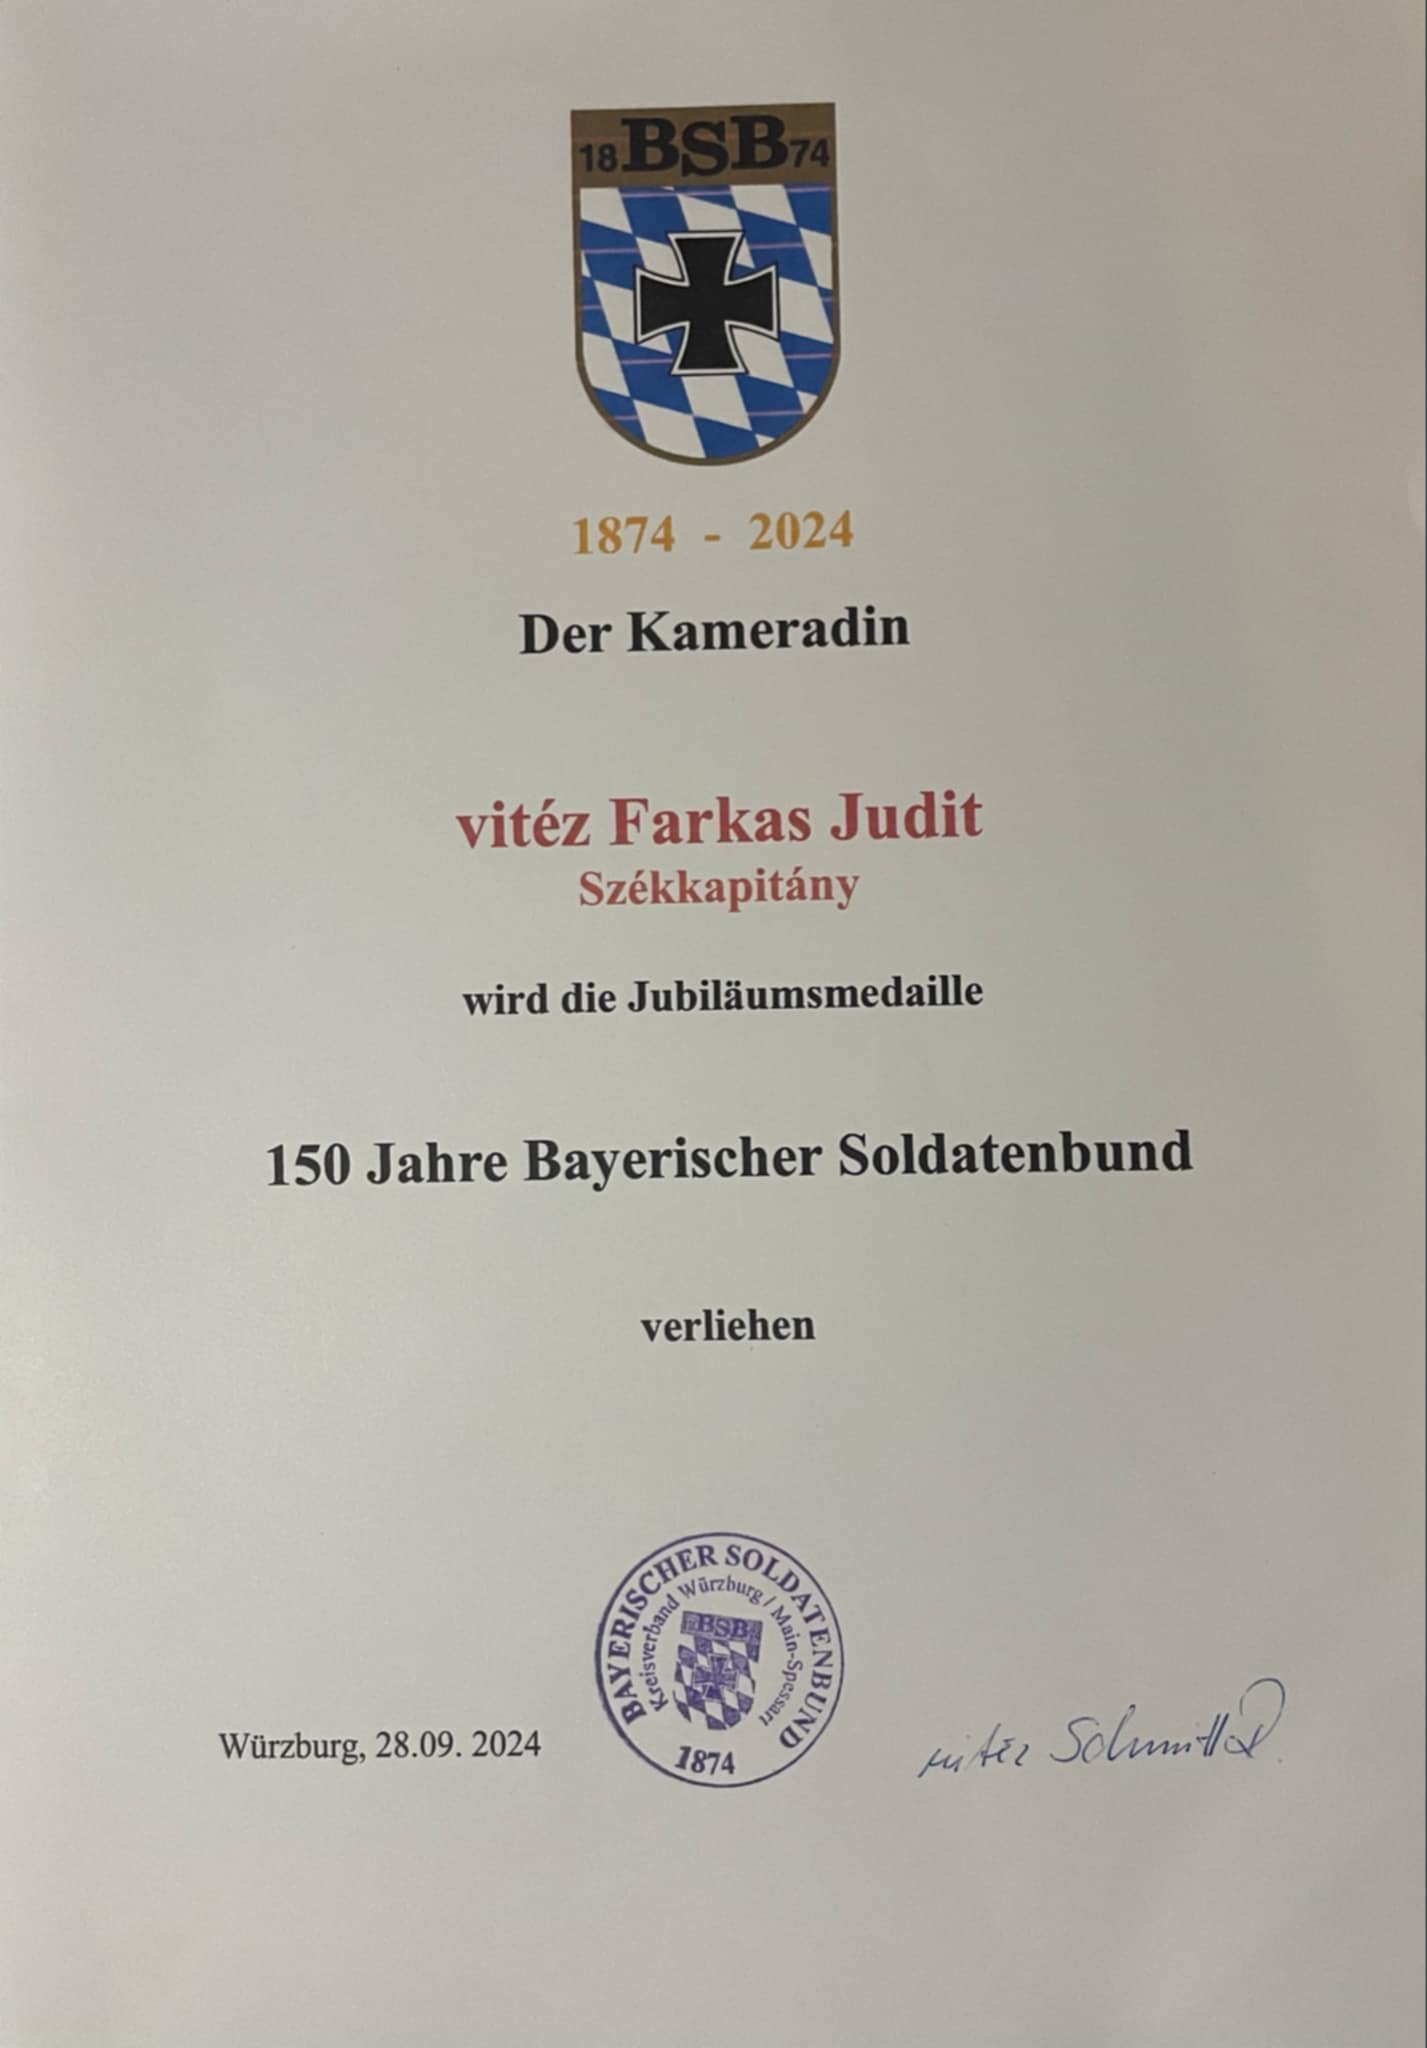 18 BSB 74
1874 - 2024
Der Kameradin
vitéz Farkas Judit
Székkapitány
wird die Jubiläumsmedaille
150 Jahre Bayerischer Soldatenbund
verliehen
BAYERISCHER SOLDATENBUND
Kreisverband Würzburg / Main-Spessart
BSB
1874
Würzburg, 28.09. 2024